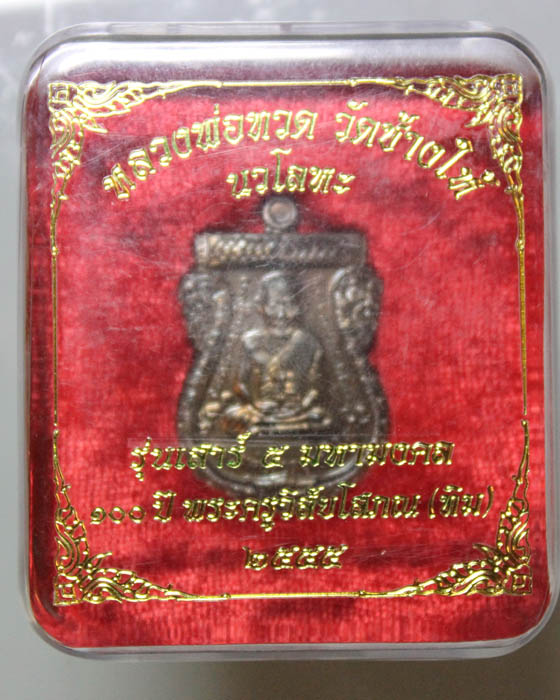 หลวงพ่อทวด วัดช้างให้
นวโลหะ
รุ่นเสาร์ ๕ มหามงคล
๑๐๐ ปี พระครูวิสัยโสภณ (ทิม)
๒๕๕๕